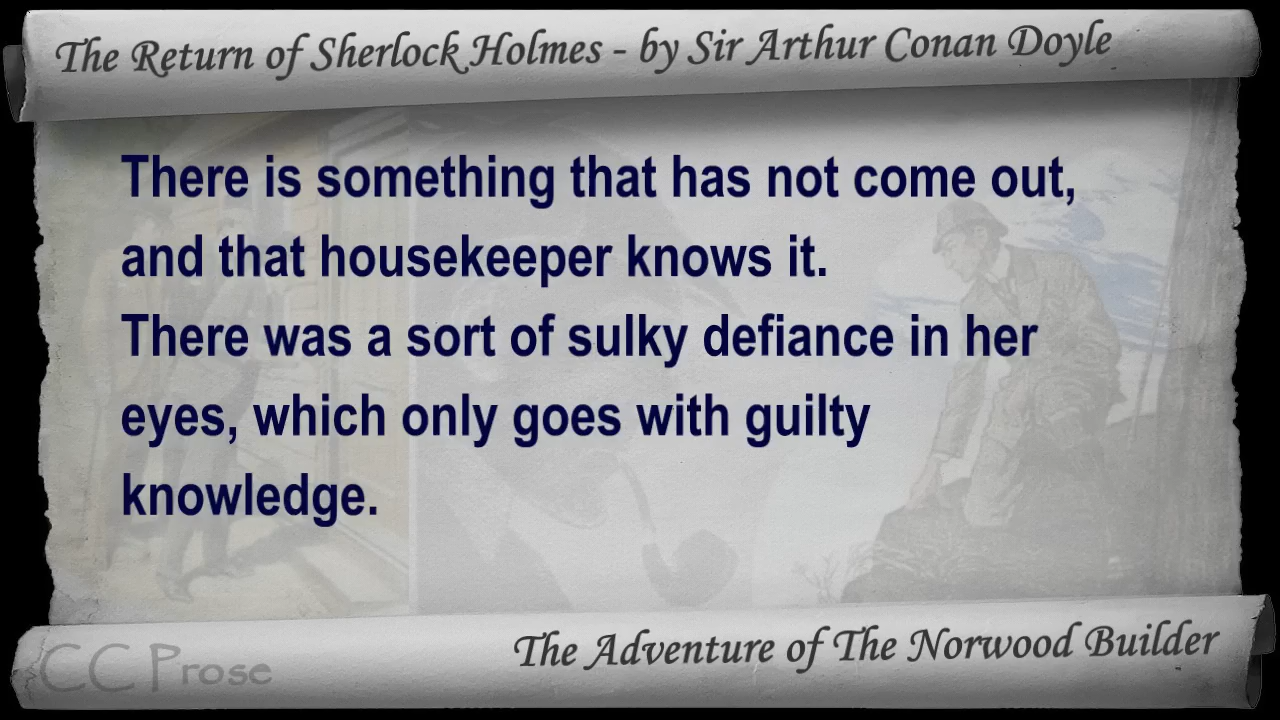 The Return of Sherlock Holmes - by Sir Arthur Conan Doyle
There is something that has not come out,
and that housekeeper knows it.
There was a sort of sulky defiance in her
eyes, which only goes with guilty
knowledge.
The Adventure of The Norwood Builder
CC Prose